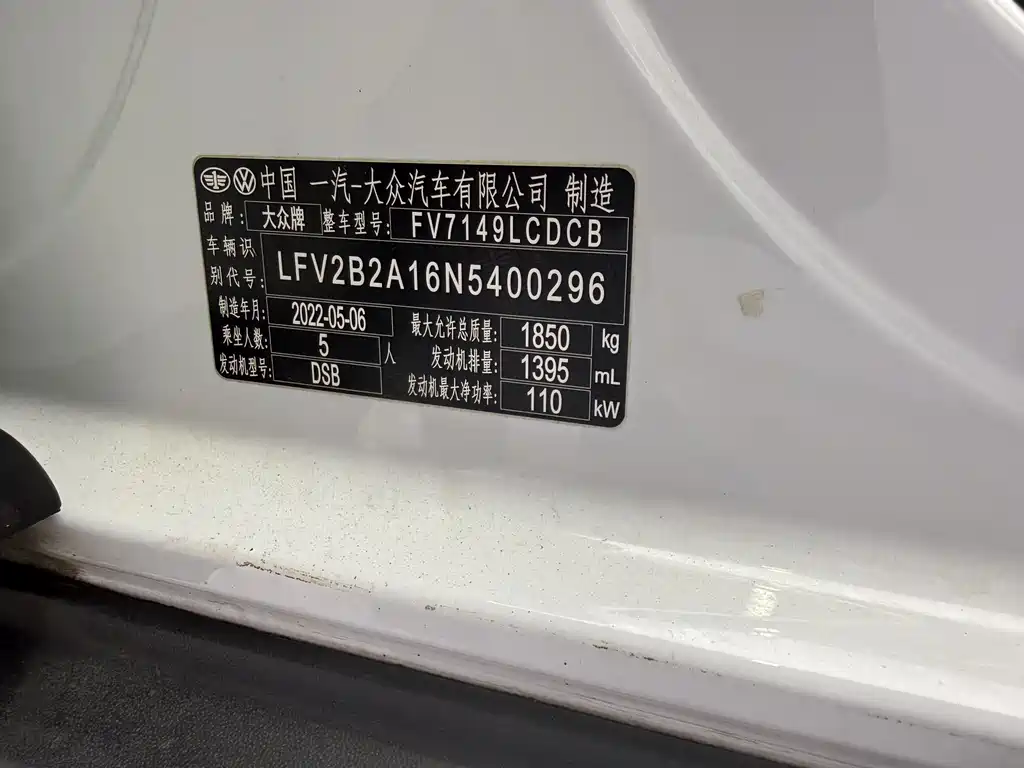 中国 一汽-大众汽车有限公司 制造
品牌: 大众牌 整车型号: FV7149LCDCB
车辆识别代号: LFV2B2A16N5400296
制造年月: 2022-05-06 最大允许总质量: 1850 kg
乘坐人数: 5 人 发动机排量: 1395 mL
发动机型号: DSB 发动机最大净功率: 110 kW